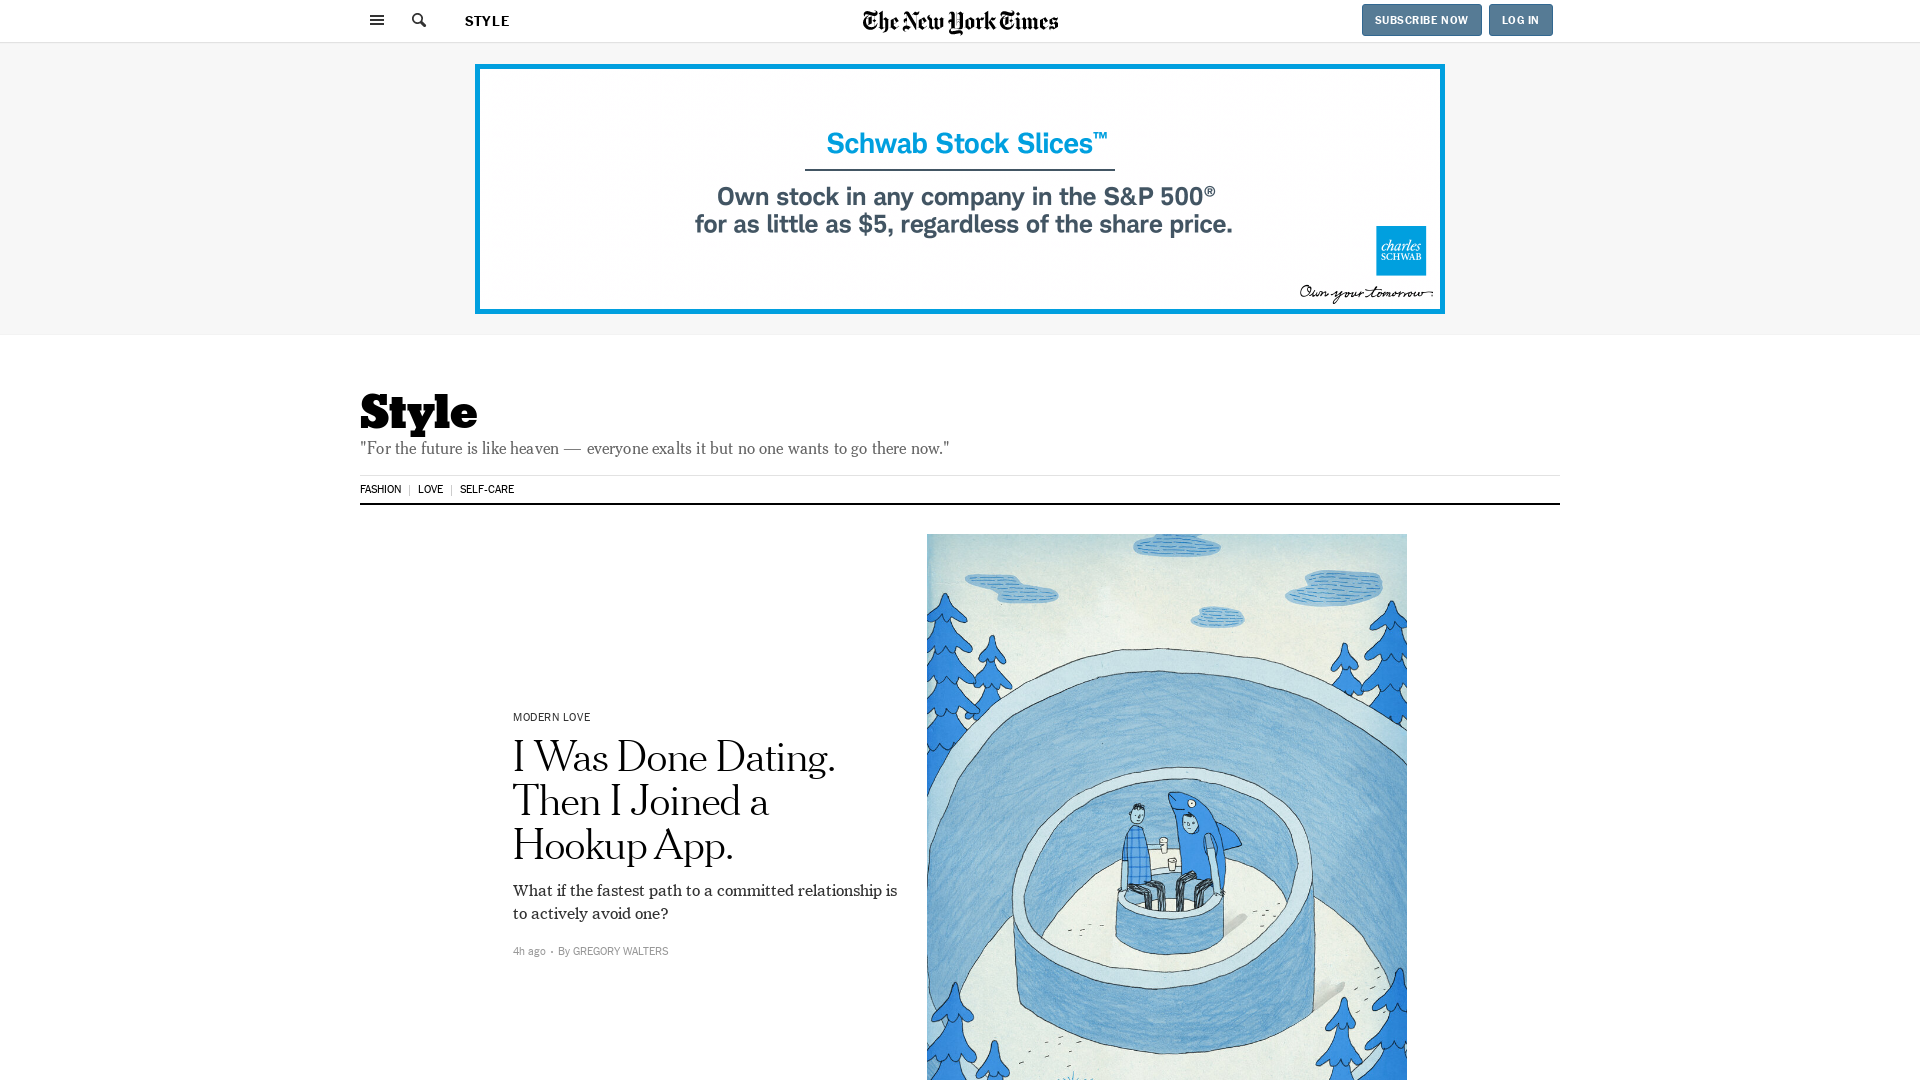 STYLE
The New York Times
SUBSCRIBE NOW
LOG IN
Schwab Stock Slices™
Own stock in any company in the S&P 500®
for as little as $5, regardless of the share price.
charles
SCHWAB
Own your tomorrow
Style
"For the future is like heaven — everyone exalts it but no one wants to go there now."
FASHION | LOVE | SELF-CARE
MODERN LOVE
I Was Done Dating.
Then I Joined a
Hookup App.
What if the fastest path to a committed relationship is
to actively avoid one?
4h ago • By GREGORY WALTERS